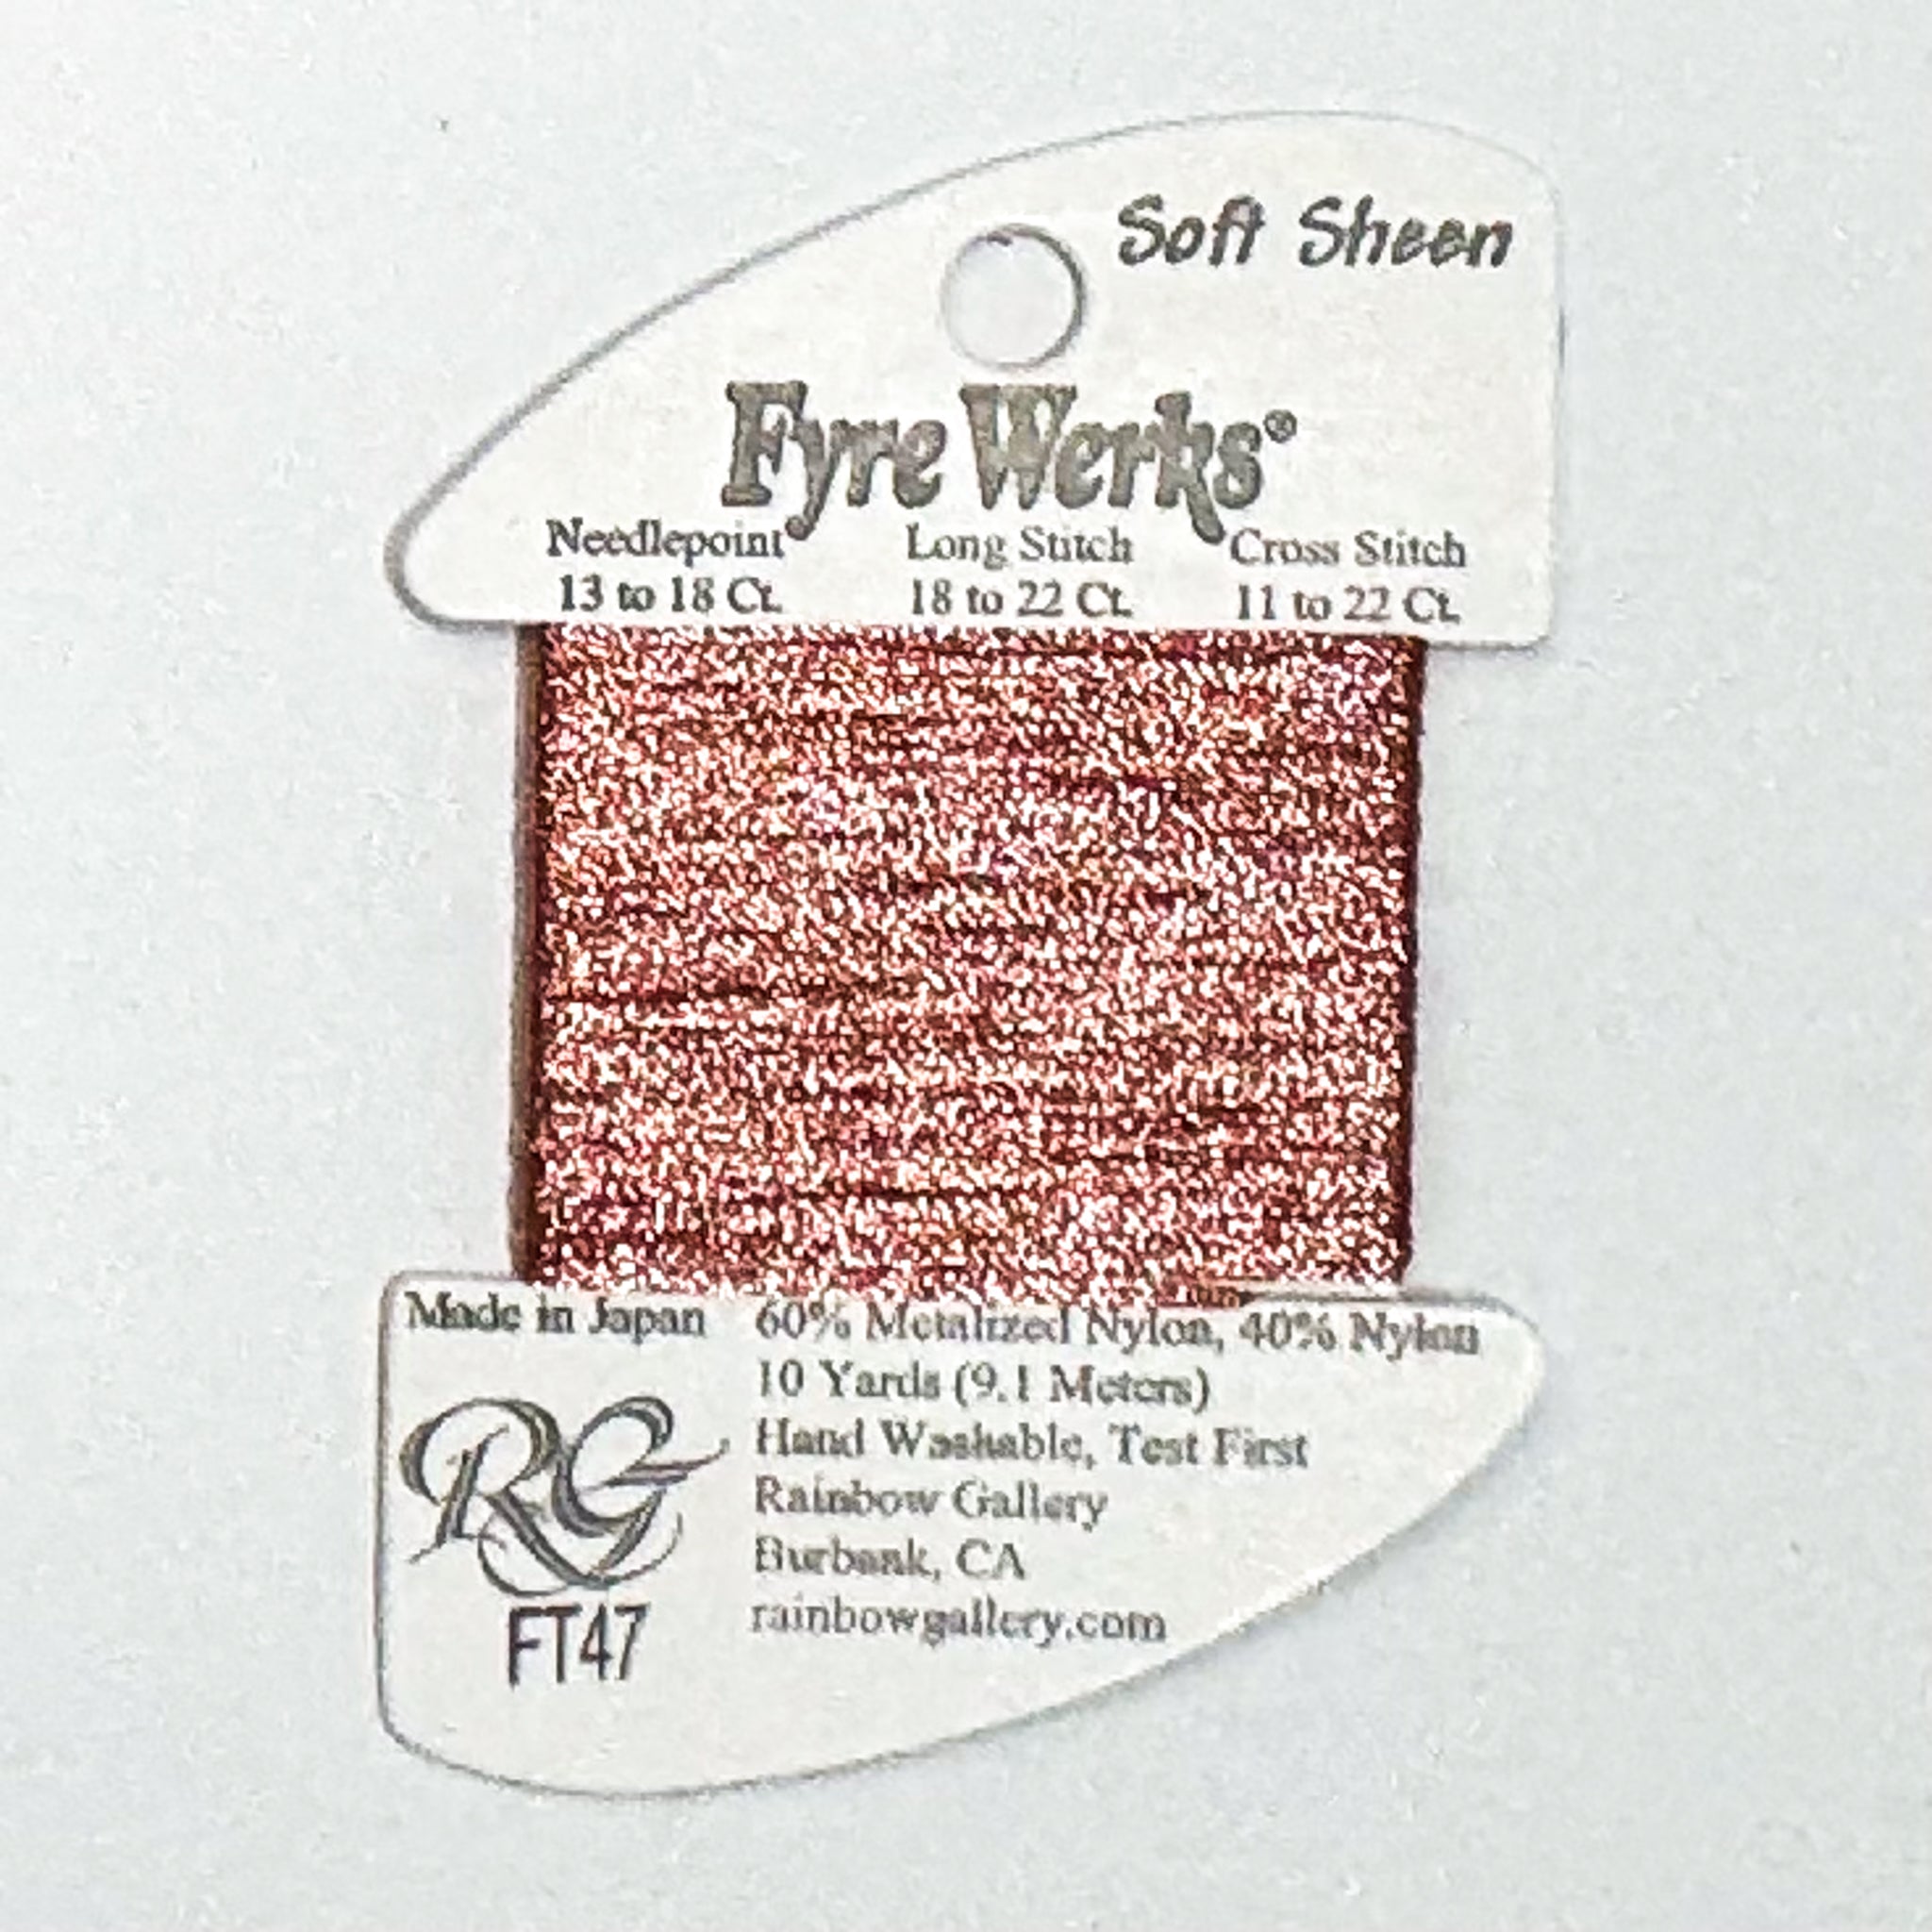 Soft Sheen
Fyre Werks®
Needlepoint Long Stitch Cross Stitch
13 to 18 Ct. 18 to 22 Ct. 11 to 22 Ct.
Made in Japan 60% Metalized Nylon, 40% Nylon
10 Yards (9.1 Meters)
Hand Washable, Test First
Rainbow Gallery
Burbank, CA
rainbowgallery.com
RG
FT47